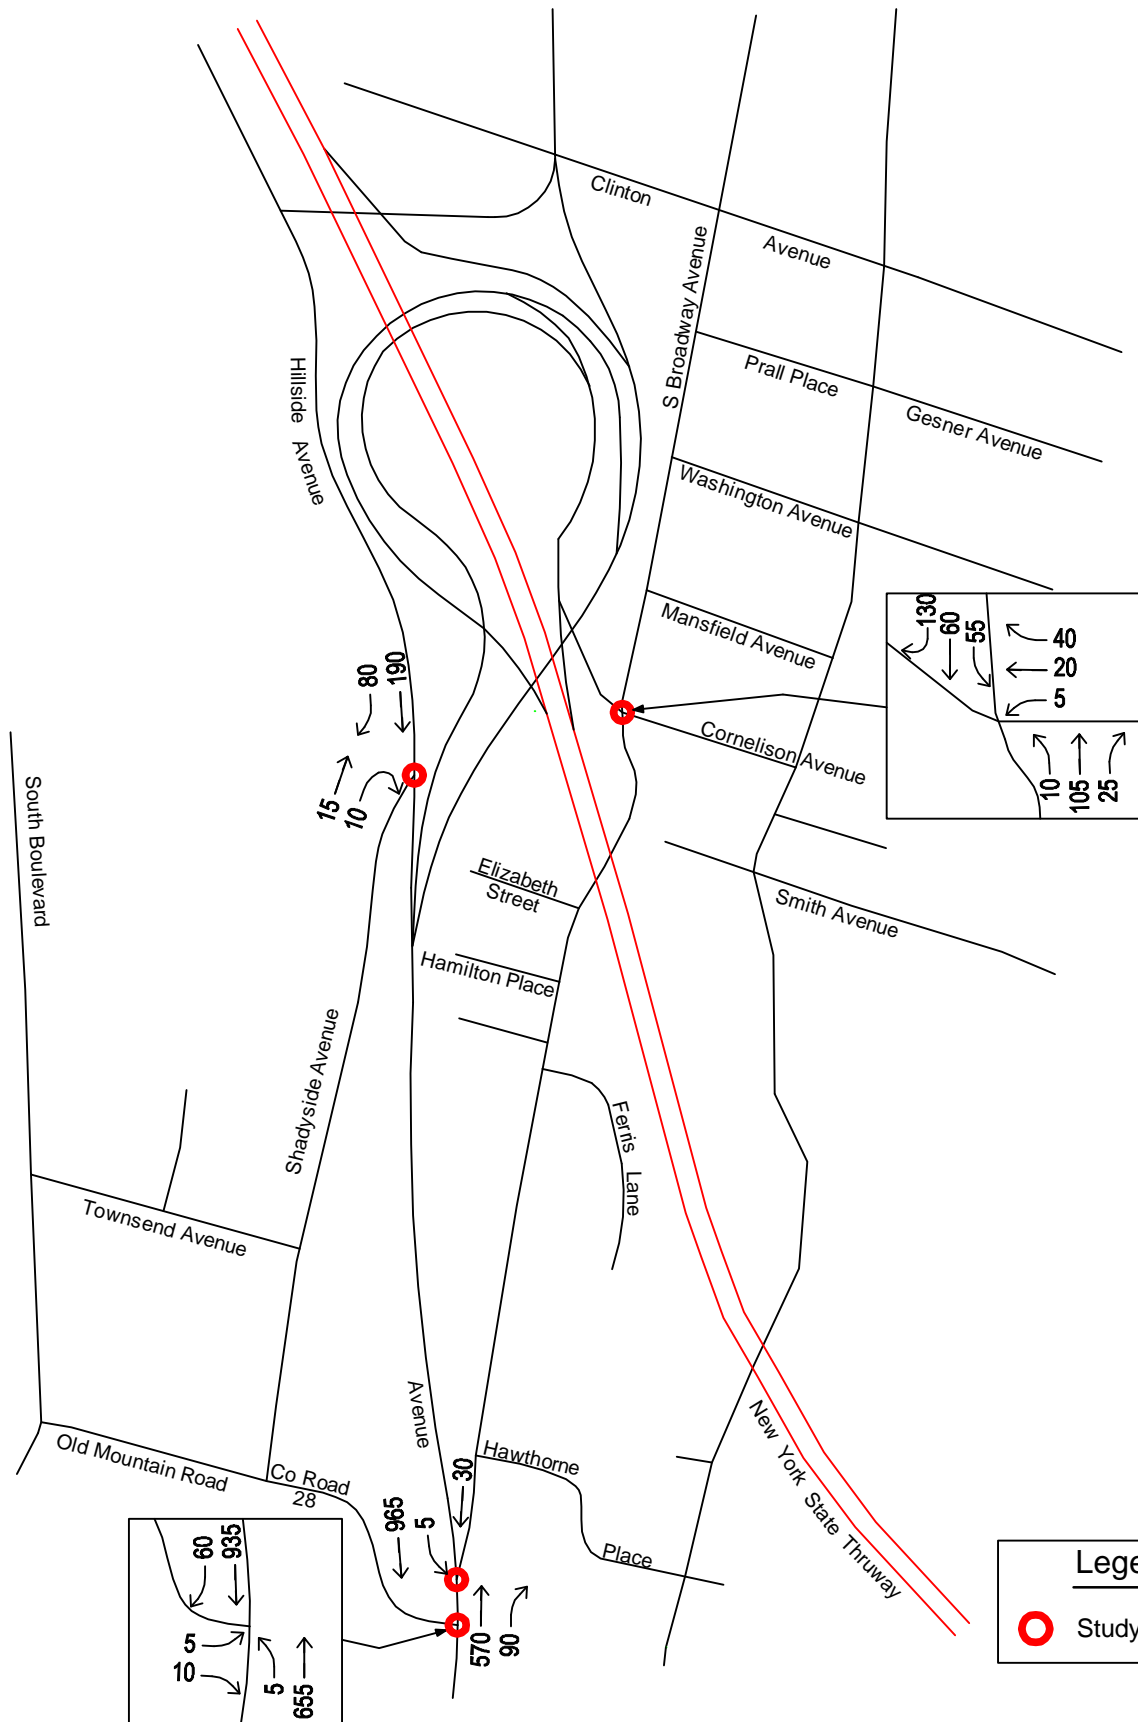 Clinton
Avenue
S Broadway Avenue
Prall Place
Gesner Avenue
Hillside Avenue
Washington Avenue
Mansfield Avenue
130
60
55
40
20
5
10
105
25
80
190
15
10
Cornelison Avenue
South Boulevard
Elizabeth
Street
Smith Avenue
Hamilton Place
Shadyside Avenue
Ferris Lane
Townsend Avenue
Avenue
New York State Thruway
Old Mountain Road
Co Road
28
Hawthorne
Place
30
965
5
570
90
60
935
5
10
5
655
Lege
Study